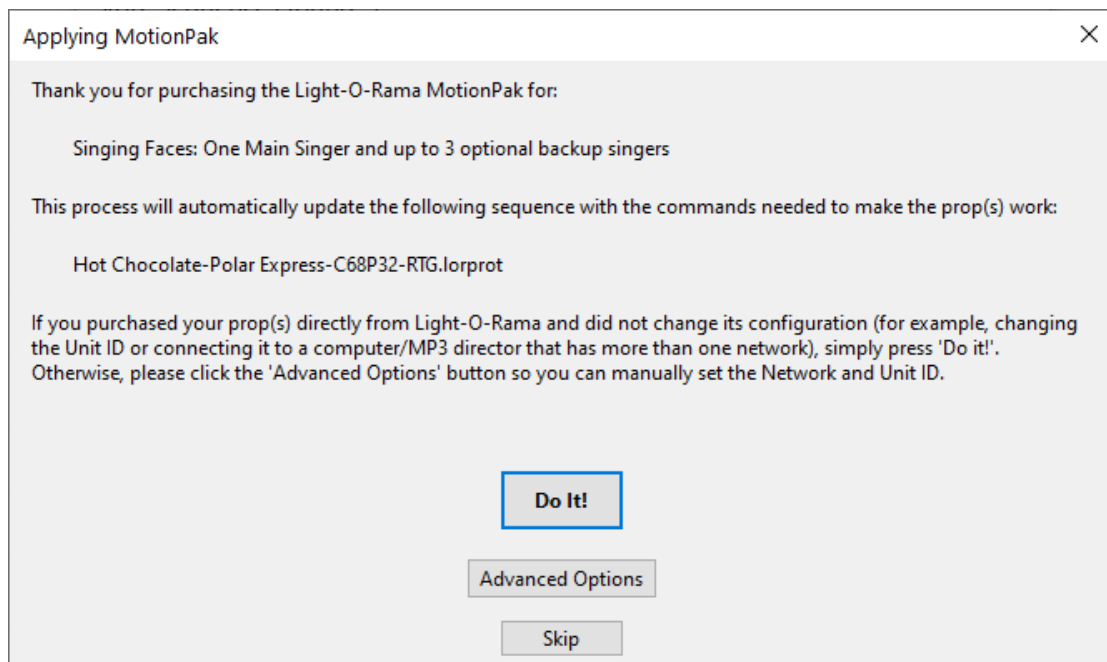 Applying MotionPak
Thank you for purchasing the Light-O-Rama MotionPak for:
Singing Faces: One Main Singer and up to 3 optional backup singers
This process will automatically update the following sequence with the commands needed to make the prop(s) work:
Hot Chocolate-Polar Express-C68P32-RTG.lorprot
If you purchased your prop(s) directly from Light-O-Rama and did not change its configuration (for example, changing
the Unit ID or connecting it to a computer/MP3 director that has more than one network), simply press 'Do it!'.
Otherwise, please click the 'Advanced Options' button so you can manually set the Network and Unit ID.
Do It!
Advanced Options
Skip